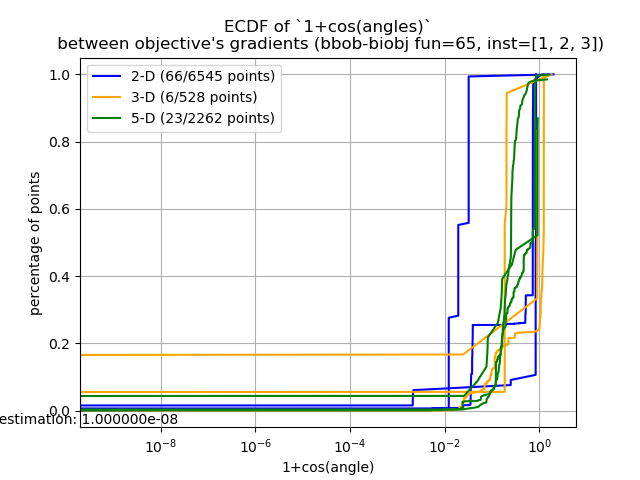 ECDF of `1+cos(angles)`
between objective's gradients (bbob-biobj fun=65, inst=[1, 2, 3])
2-D (66/6545 points)
3-D (6/528 points)
5-D (23/2262 points)
percentage of points
1.0
0.8
0.6
0.4
0.2
0.0
estimation: 1.000000e-08
10⁻⁸ 10⁻⁶ 10⁻⁴ 10⁻² 10⁰
1+cos(angle)